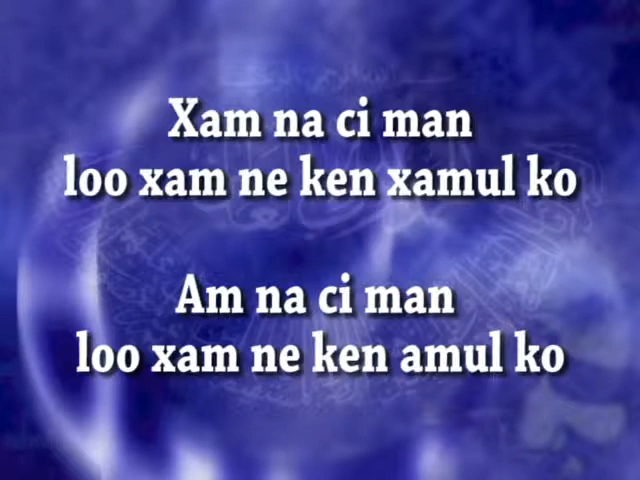 Xam na ci man
loo xam ne ken xamul ko
Am na ci man
loo xam ne ken amul ko